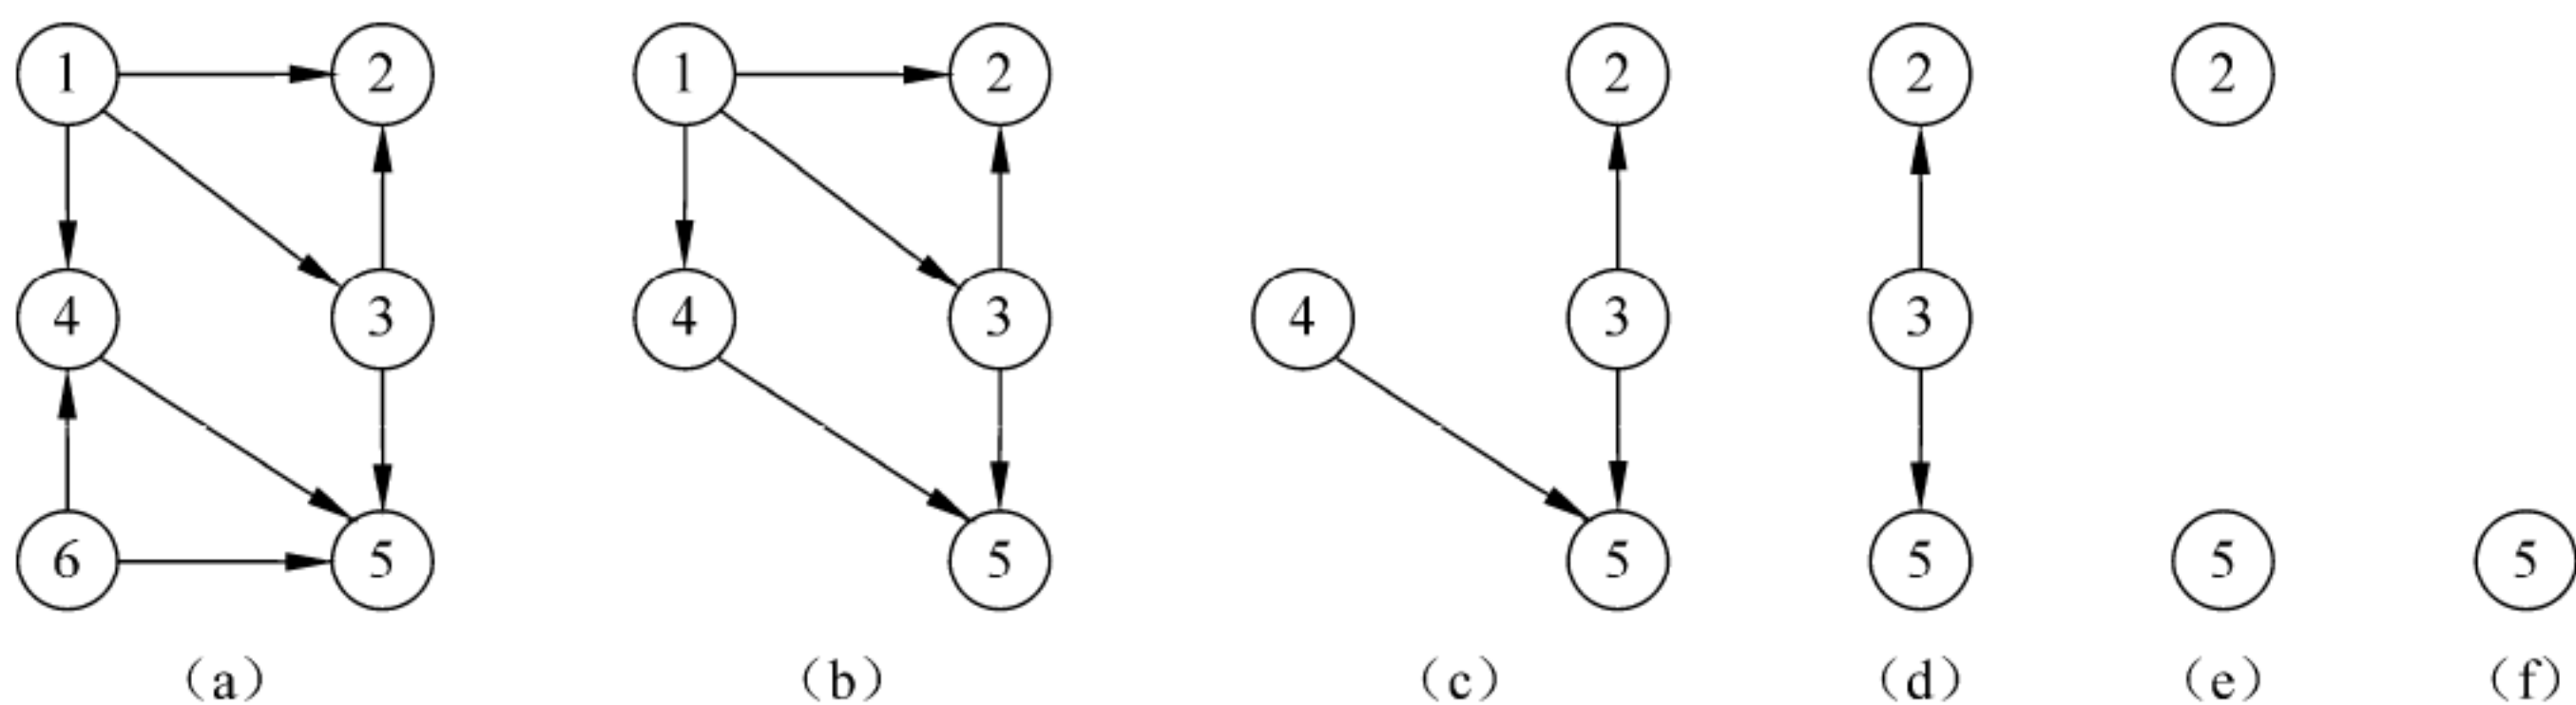 1 2 1 2 2 2 2
4 3 4 3 4 3 3
6 5 5 5 5 5 5
（a） （b） （c） （d） （e） （f）